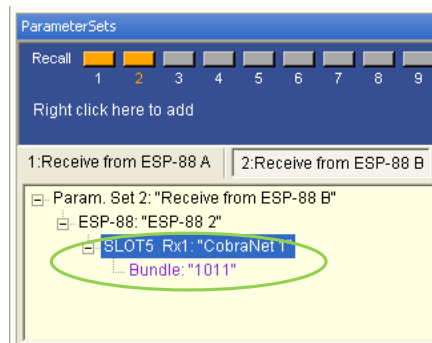 ParameterSets
Recall
1 2 3 4 5 6 7 8 9
Right click here to add
1:Receive from ESP-88 A 2:Receive from ESP-88 B
Param. Set 2: "Receive from ESP-88 B"
ESP-88: "ESP-88 2"
SLOT5 Rx1: "CobraNet 1"
Bundle: "1011"